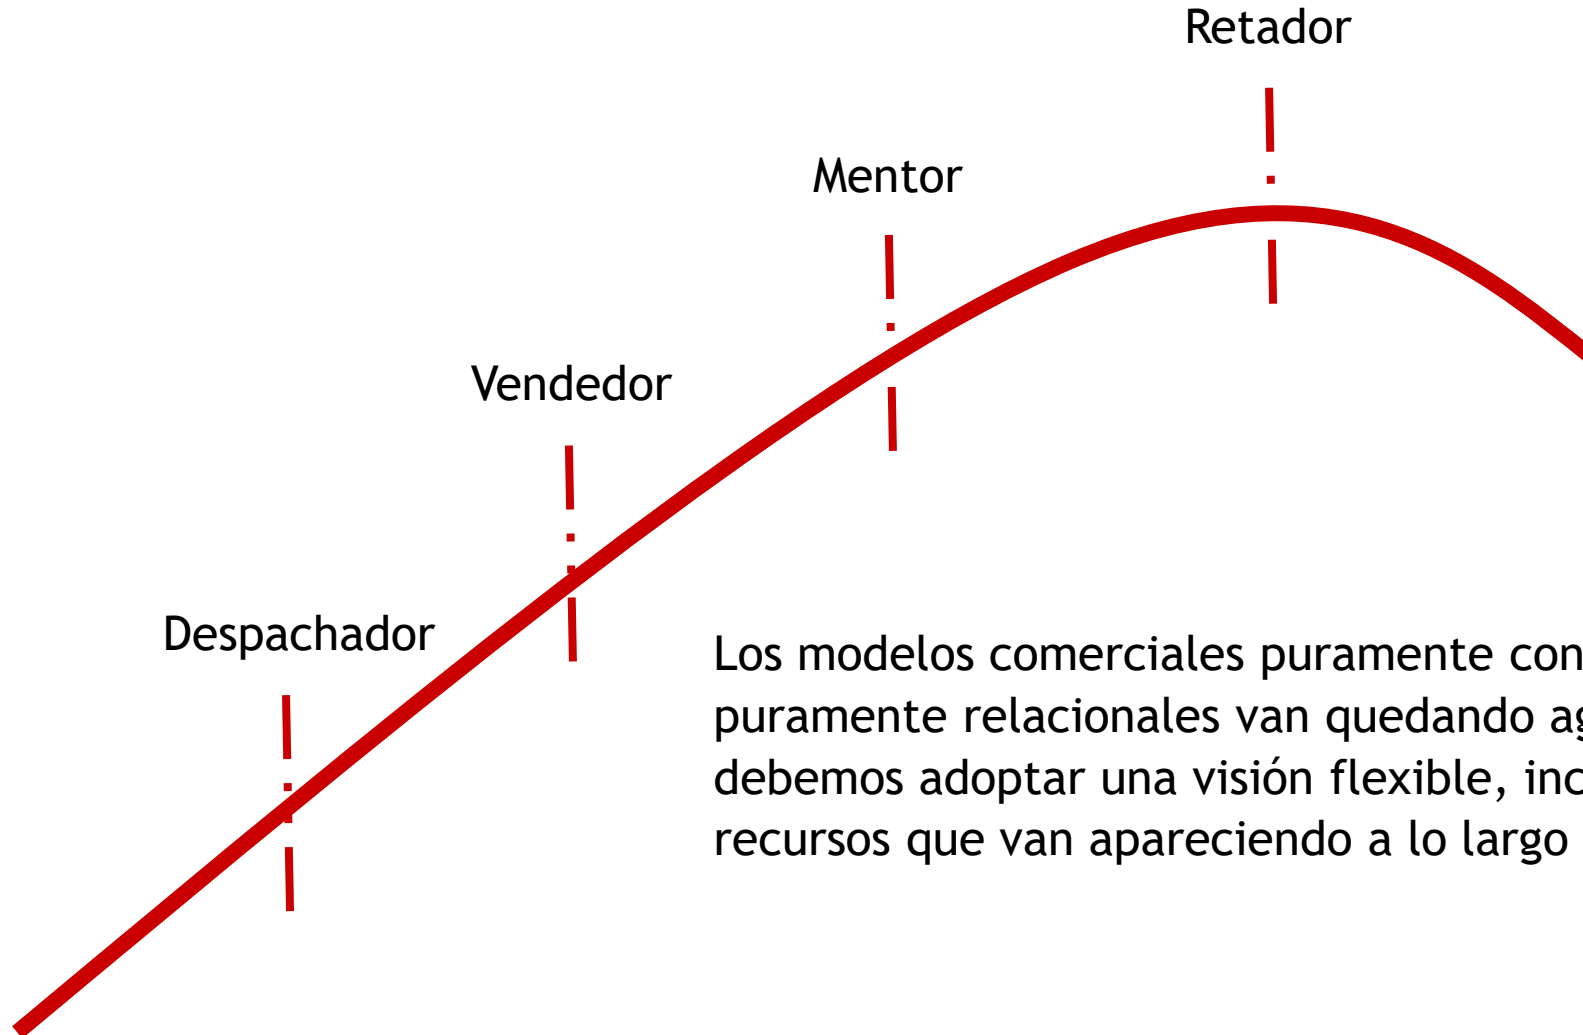 Retador
Mentor
Vendedor
Despachador
Los modelos comerciales puramente con
puramente relacionales van quedando ag
debemos adoptar una visión flexible, inc
recursos que van apareciendo a lo largo